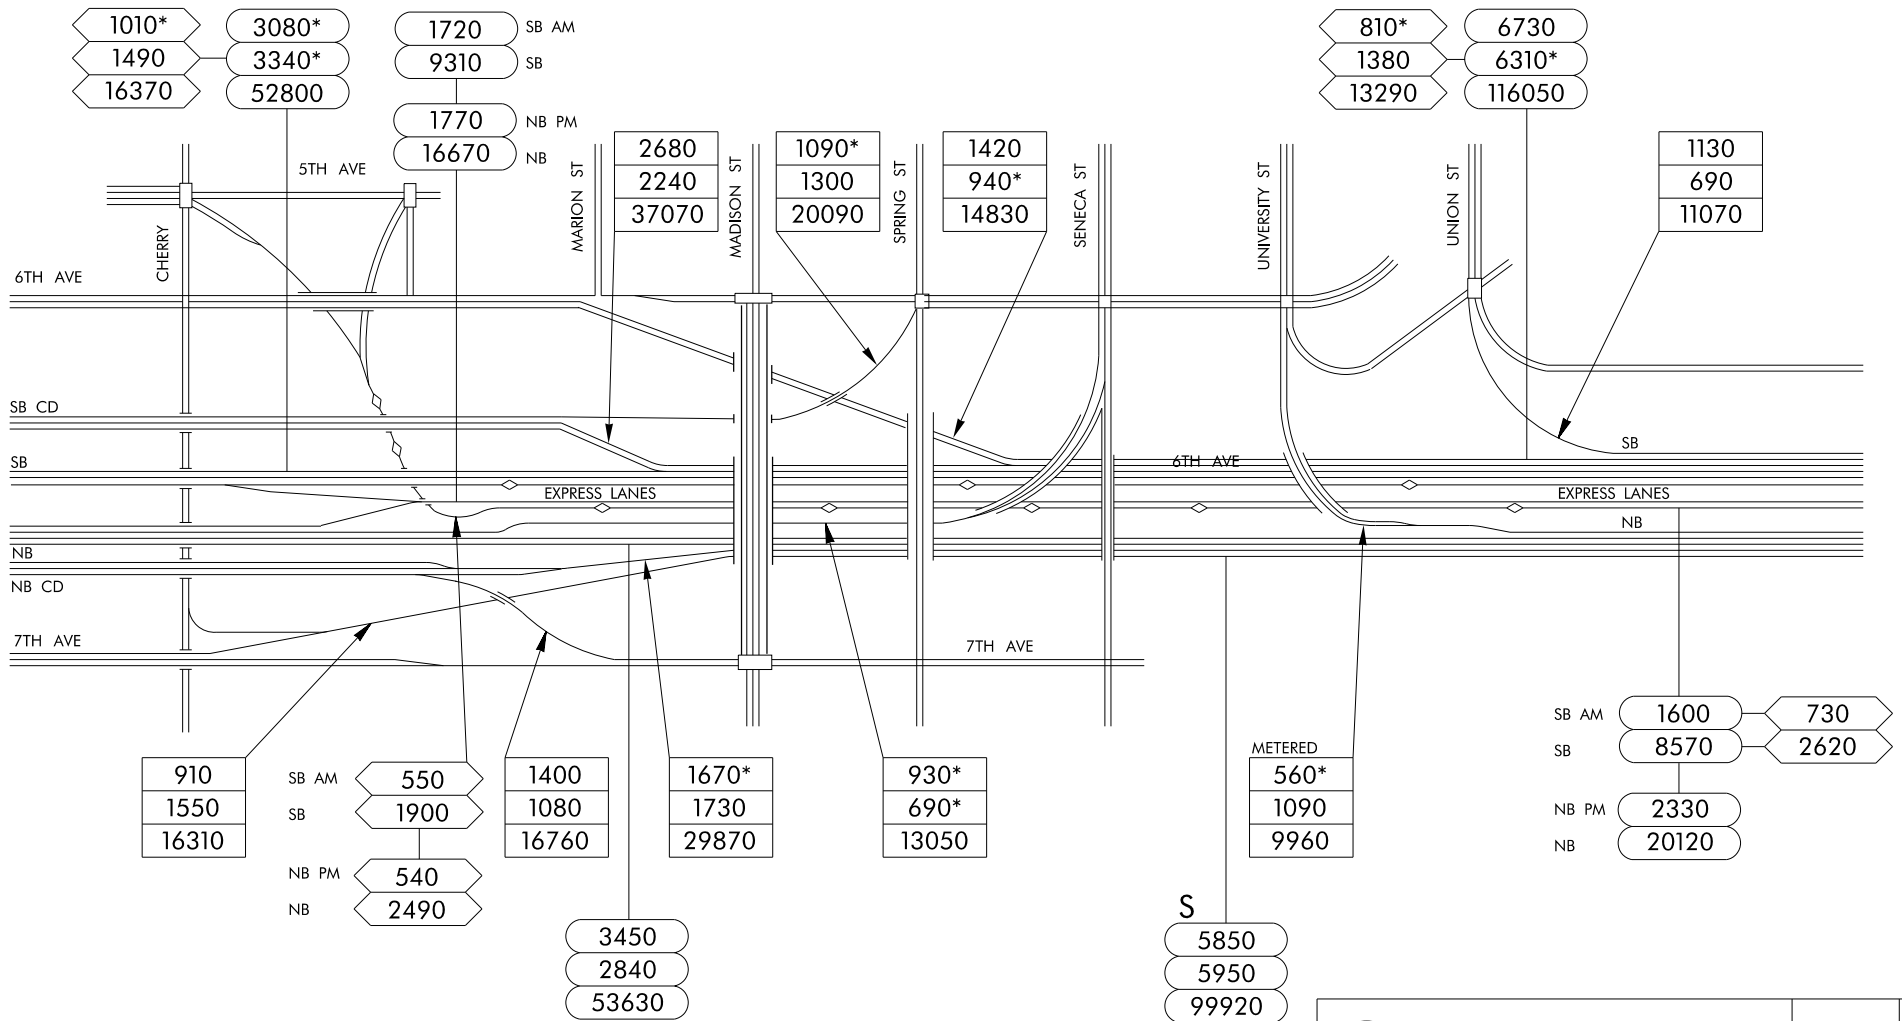 1010*
1490
16370
3080*
3340*
52800
1720 SB AM
9310 SB
1770 NB PM
16670 NB
810*
1380
13290
6730
6310*
116050
2680
2240
37070
1090*
1300
20090
1420
940*
14830
1130
690
11070
5TH AVE
CHERRY
MARION ST
MADISON ST
SPRING ST
SENECA ST
UNIVERSITY ST
UNION ST
6TH AVE
SB CD
SB
SB
6TH AVE
EXPRESS LANES
EXPRESS LANES
NB
NB
NB CD
7TH AVE
7TH AVE
910
1550
16310
SB AM 550
SB 1900
NB PM 540
NB 2490
1400
1080
16760
1670*
1730
29870
930*
690*
13050
METERED
560*
1090
9960
SB AM 1600 730
SB 8570 2620
NB PM 2330
NB 20120
3450
2840
53630
S
5850
5950
99920